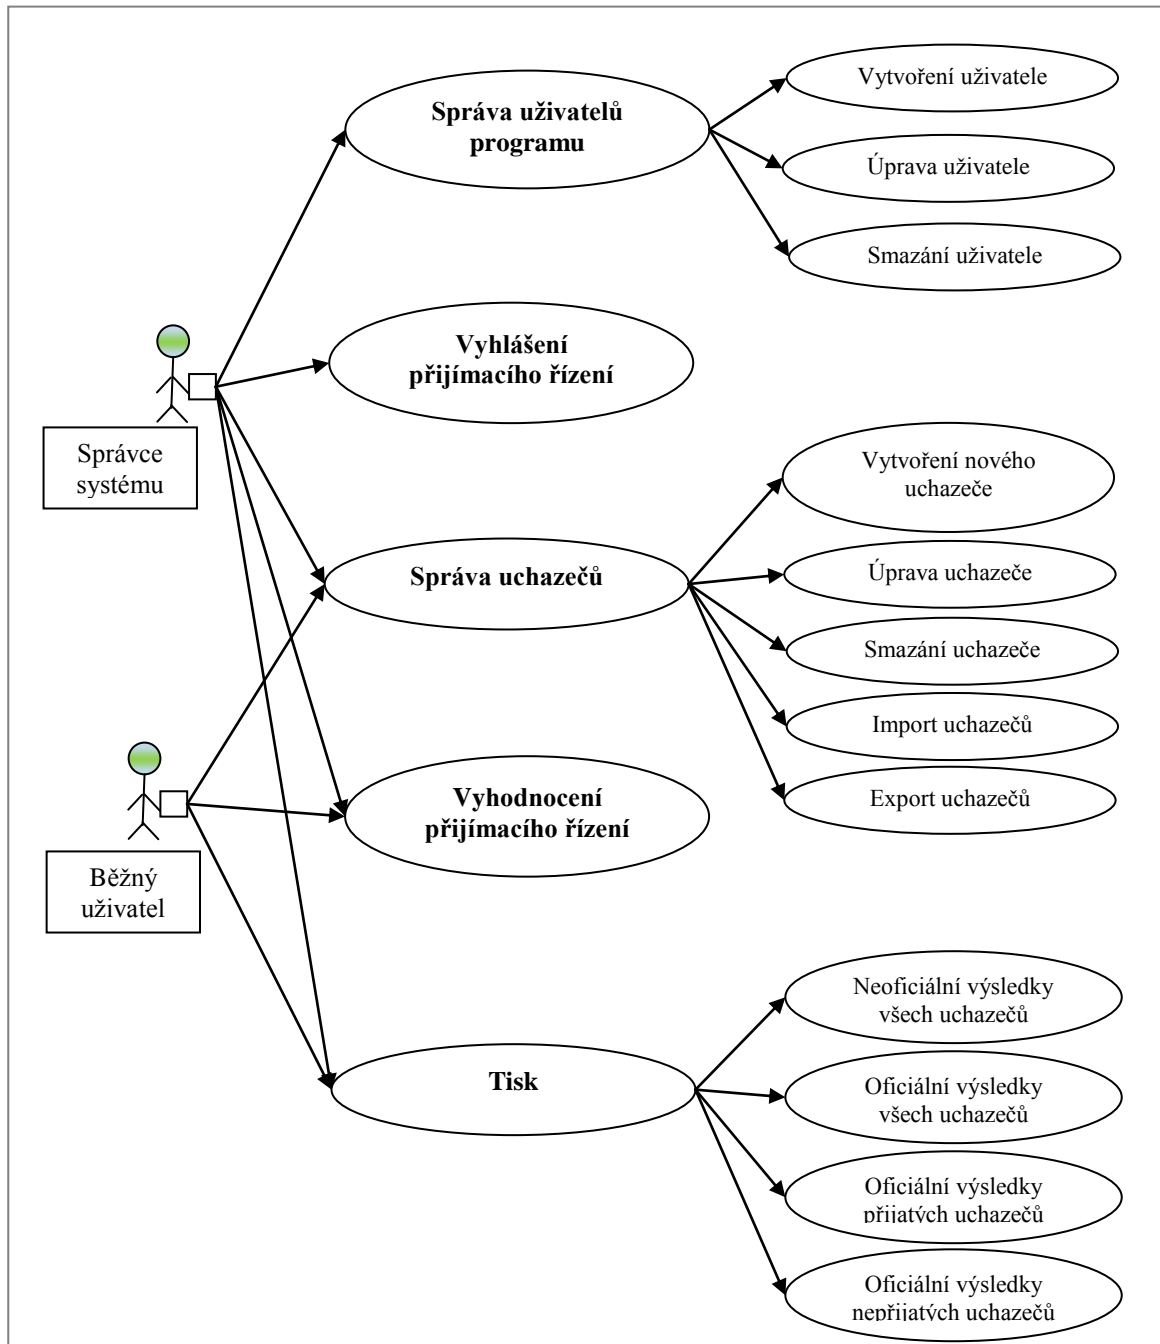 Vytvoření uživatele
Správa uživatelů
programu
Úprava uživatele
Smazání uživatele
Vyhlášení
přijímacího řízení
Správce
systému
Vytvoření nového
uchazeče
Správa uchazečů
Úprava uchazeče
Smazání uchazeče
Import uchazečů
Export uchazečů
Vyhodnocení
přijímacího řízení
Běžný
uživatel
Neoficiální výsledky
všech uchazečů
Tisk
Oficiální výsledky
všech uchazečů
Oficiální výsledky
přijatých uchazečů
Oficiální výsledky
nepřijatých uchazečů